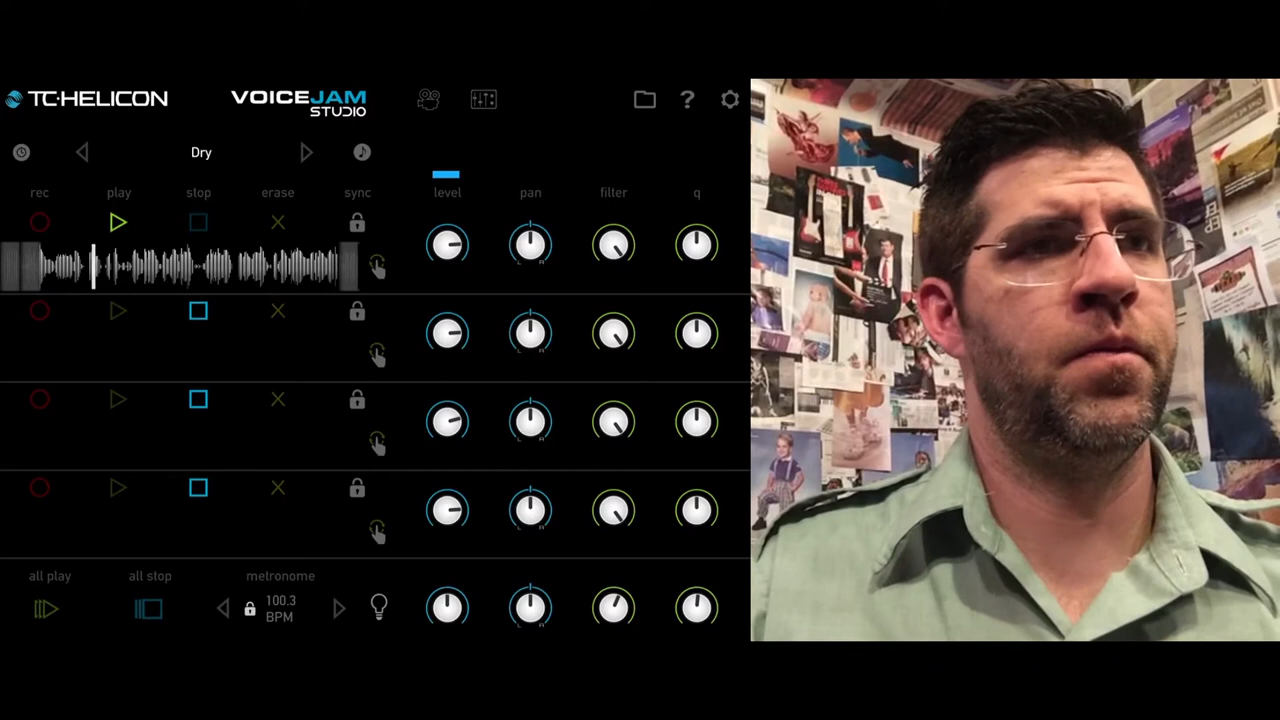 TC·HELICON
VOICEJAM
STUDIO
Dry
rec play stop erase sync level pan filter q
L R
L R
L R
L R
all play all stop metronome
100.3
BPM
L R